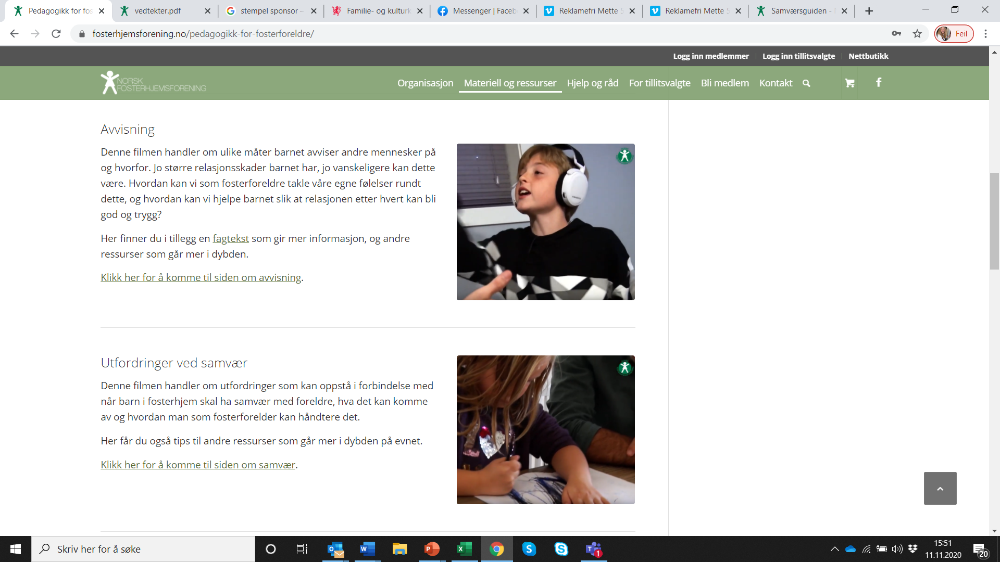 Pedagogikk for fos
vedtekter.pdf
stempel sponsor –
Familie- og kulturk
Messenger | Faceb
Reklamefri Mette 5
Reklamefri Mette 5
Samværsguiden -
fosterhjemsforening.no/pedagogikk-for-fosterforeldre/
Feil
Logg inn medlemmer
Logg inn tillitsvalgte
Nettbutikk
NORSK
FOSTERHJEMSFORENING
Organisasjon
Materiell og ressurser
Hjelp og råd
For tillitsvalgte
Bli medlem
Kontakt
Avvisning
Denne filmen handler om ulike måter barnet avviser andre mennesker på
og hvorfor. Jo større relasjonsskader barnet har, jo vanskeligere kan dette
være. Hvordan kan vi som fosterforeldre takle våre egne følelser rundt
dette, og hvordan kan vi hjelpe barnet slik at relasjonen etter hvert kan bli
god og trygg?
Her finner du i tillegg en fagtekst som gir mer informasjon, og andre
ressurser som går mer i dybden.
Klikk her for å komme til siden om avvisning.
Utfordringer ved samvær
Denne filmen handler om utfordringer som kan oppstå i forbindelse med
når barn i fosterhjem skal ha samvær med foreldre, hva det kan komme
av og hvordan man som fosterforelder kan håndtere det.
Her får du også tips til andre ressurser som går mer i dybden på evnet.
Klikk her for å komme til siden om samvær.
Skriv her for å søke
15:51
11.11.2020
20